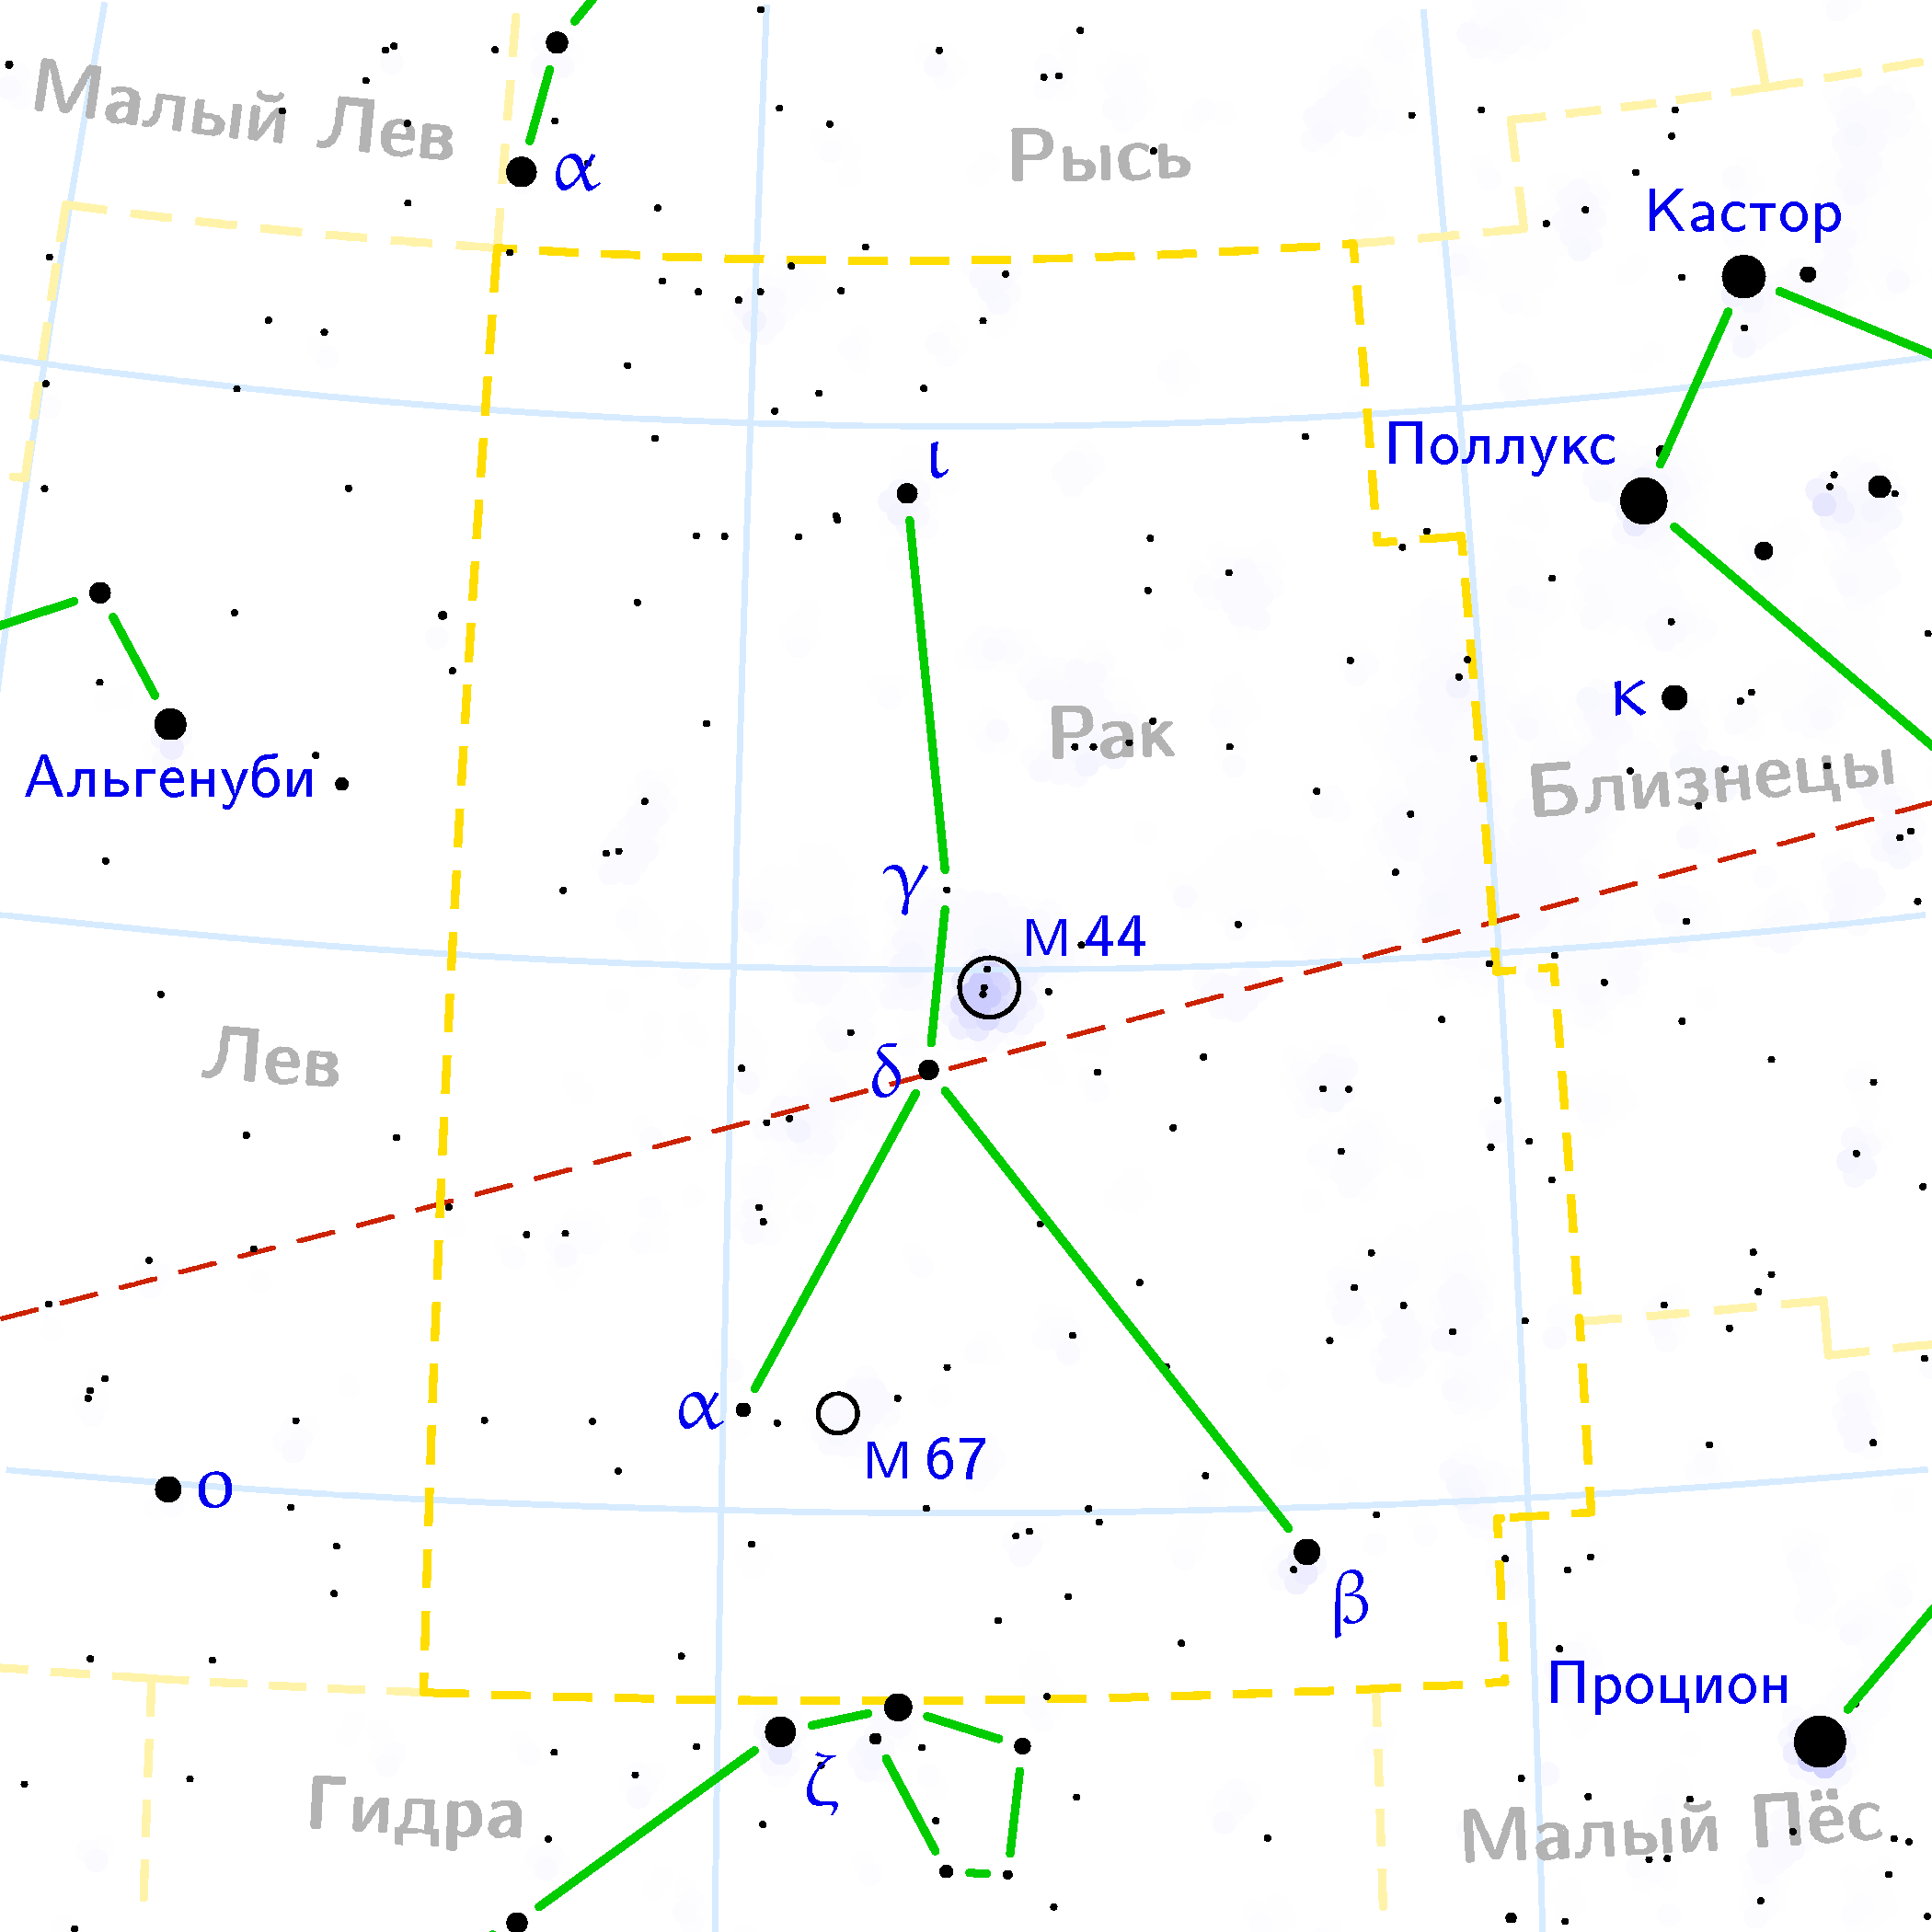 Малый Лев
α
Рысь
Кастор
Поллукс
ι
κ
Рак
Близнецы
Альгенуби
γ
М 44
Лев
δ
α
М 67
ο
β
Процион
ζ
Гидра
Малый Пёс